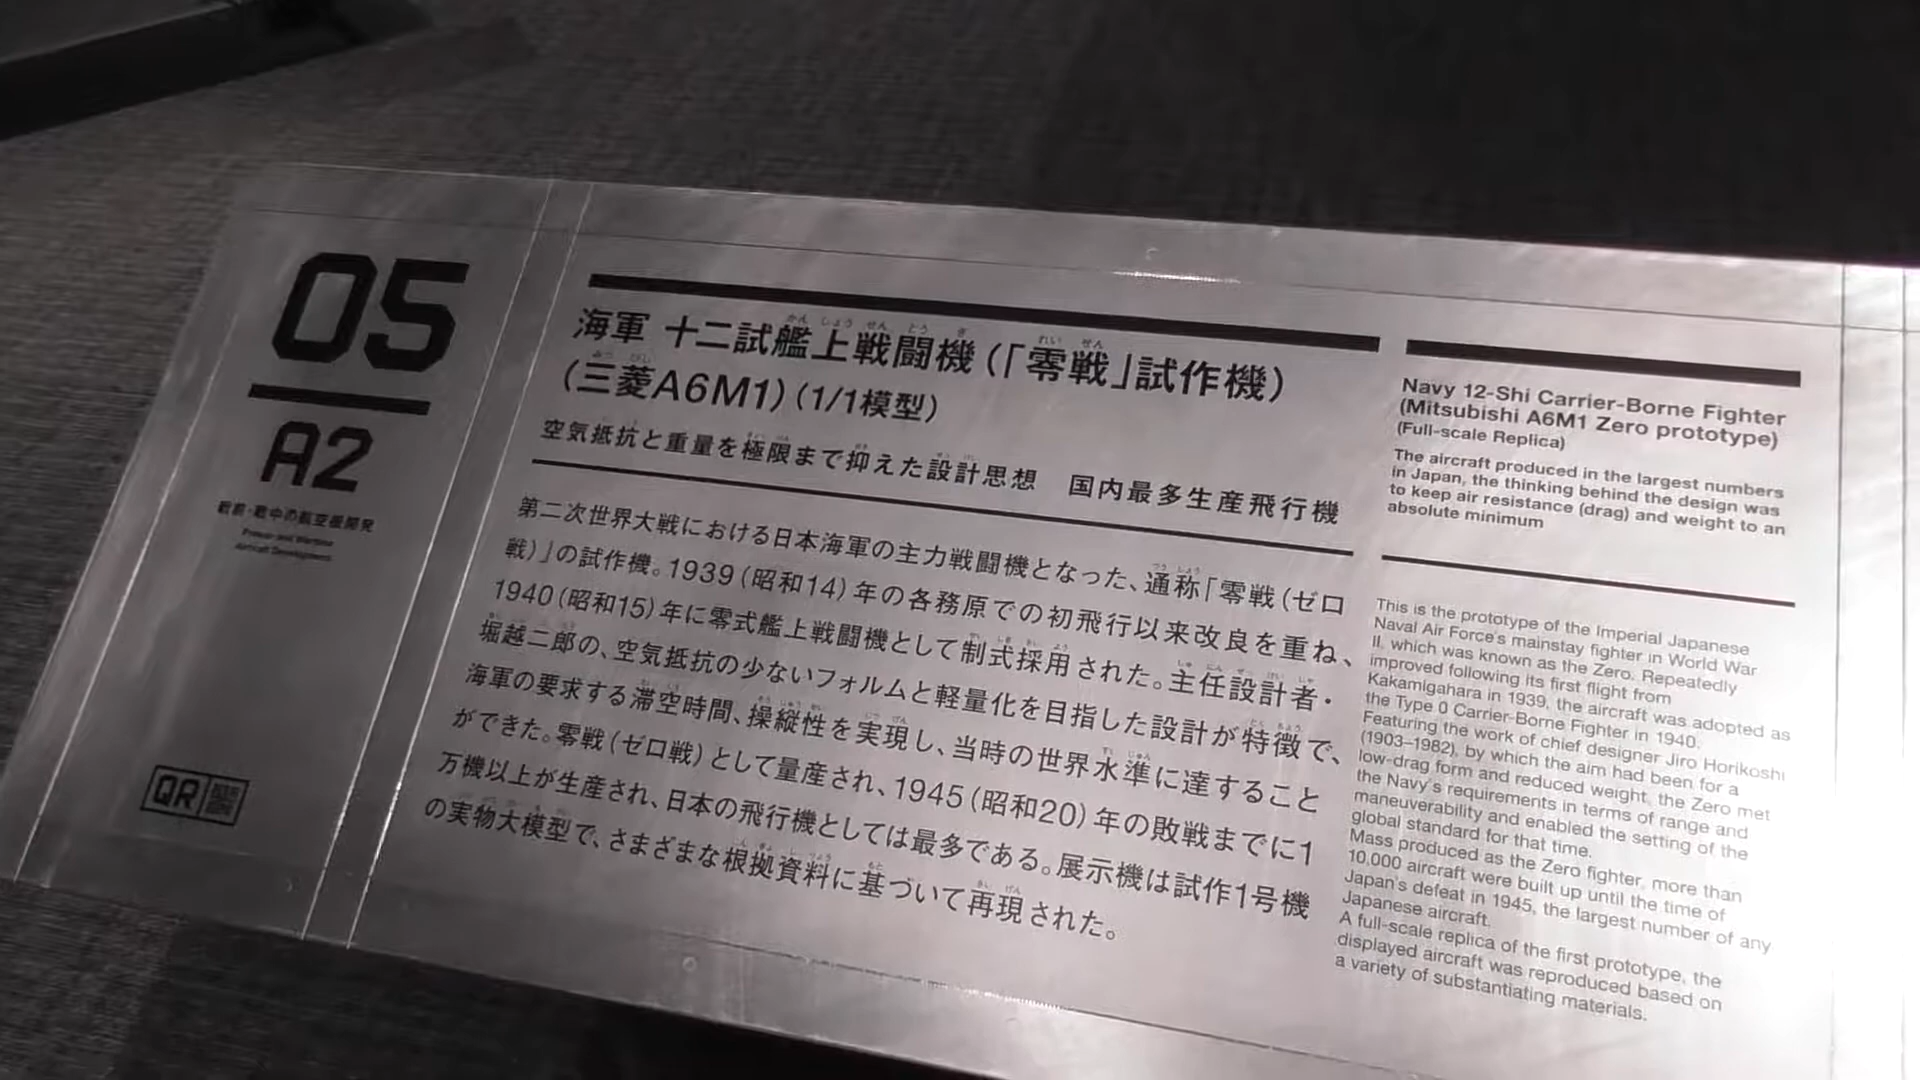 05
A2
戦前・戦中の航空機開発
Prewar and Wartime
Aircraft Development
QR
海軍 十二試艦上戦闘機(「零戦」試作機)
(三菱A6M1)(1/1模型)
空気抵抗と重量を極限まで抑えた設計思想 国内最多生産飛行機
第二次世界大戦における日本海軍の主力戦闘機となった、通称「零戦(ゼロ
戦)」の試作機。1939(昭和14)年の各務原での初飛行以来改良を重ね、
1940(昭和15)年に零式艦上戦闘機として制式採用された。主任設計者・
堀越二郎の、空気抵抗の少ないフォルムと軽量化を目指した設計が特徴で、
海軍の要求する滞空時間、操縦性を実現し、当時の世界水準に達すること
ができた。零戦(ゼロ戦)として量産され、1945(昭和20)年の敗戦までに1
万機以上が生産され、日本の飛行機としては最多である。展示機は試作1号機
の実物大模型で、さまざまな根拠資料に基づいて再現された。
Navy 12-Shi Carrier-Borne Fighter
(Mitsubishi A6M1 Zero prototype)
(Full-scale Replica)
The aircraft produced in the largest numbers
in Japan, the thinking behind the design was
to keep air resistance (drag) and weight to an
absolute minimum
This is the prototype of the Imperial Japanese
Naval Air Force's mainstay fighter in World War
II, which was known as the Zero. Repeatedly
improved following its first flight from
Kakamigahara in 1939, the aircraft was adopted as
the Type 0 Carrier-Borne Fighter in 1940.
Featuring the work of chief designer Jiro Horikoshi
(1903–1982), by which the aim had been for a
low-drag form and reduced weight, the Zero met
the Navy's requirements in terms of range and
maneuverability and enabled the setting of the
global standard for that time.
Mass produced as the Zero fighter, more than
10,000 aircraft were built up until the time of
Japan's defeat in 1945, the largest number of any
Japanese aircraft.
A full-scale replica of the first prototype, the
displayed aircraft was reproduced based on
a variety of substantiating materials.